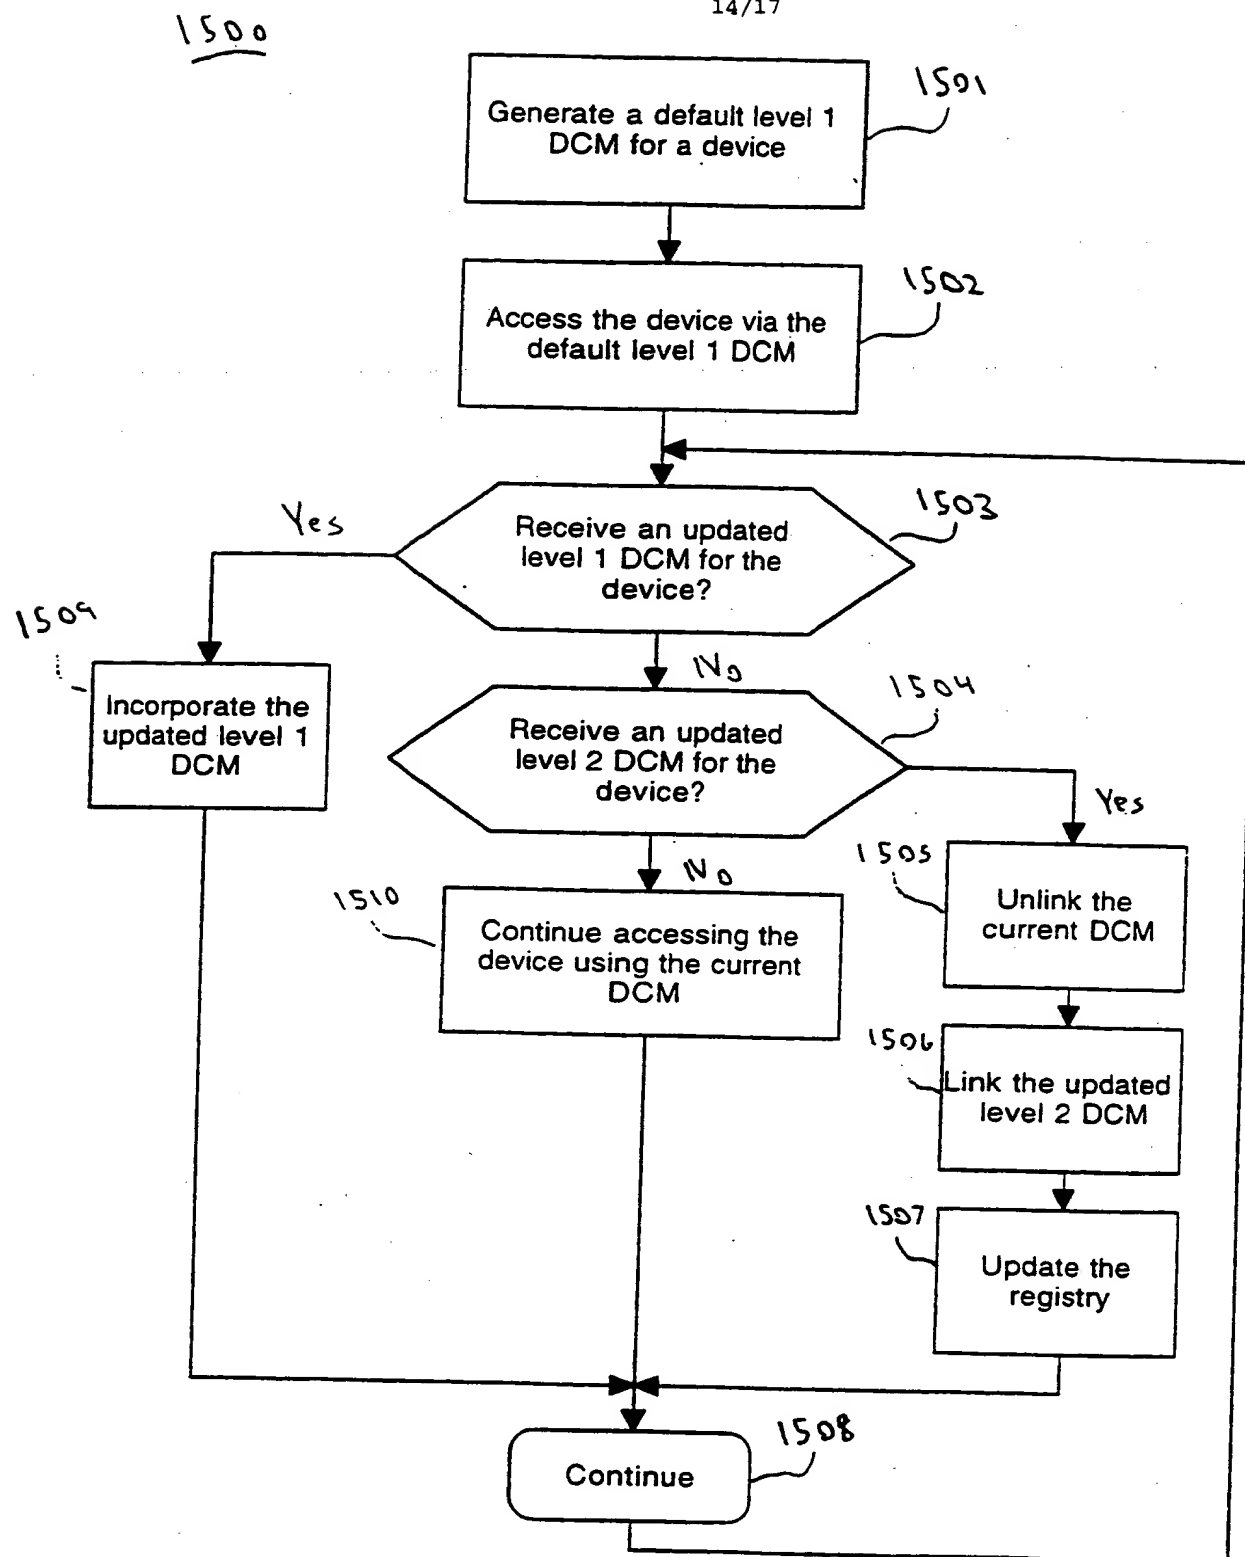 14/17
1500
Generate a default level 1
DCM for a device
1501
Access the device via the
default level 1 DCM
1502
Receive an updated
level 1 DCM for the
device?
1503
Yes
No
1509
Incorporate the
updated level 1
DCM
Receive an updated
level 2 DCM for the
device?
1504
Yes
No
1505
Unlink the
current DCM
1510
Continue accessing the
device using the current
DCM
1506
Link the updated
level 2 DCM
1507
Update the
registry
Continue
1508